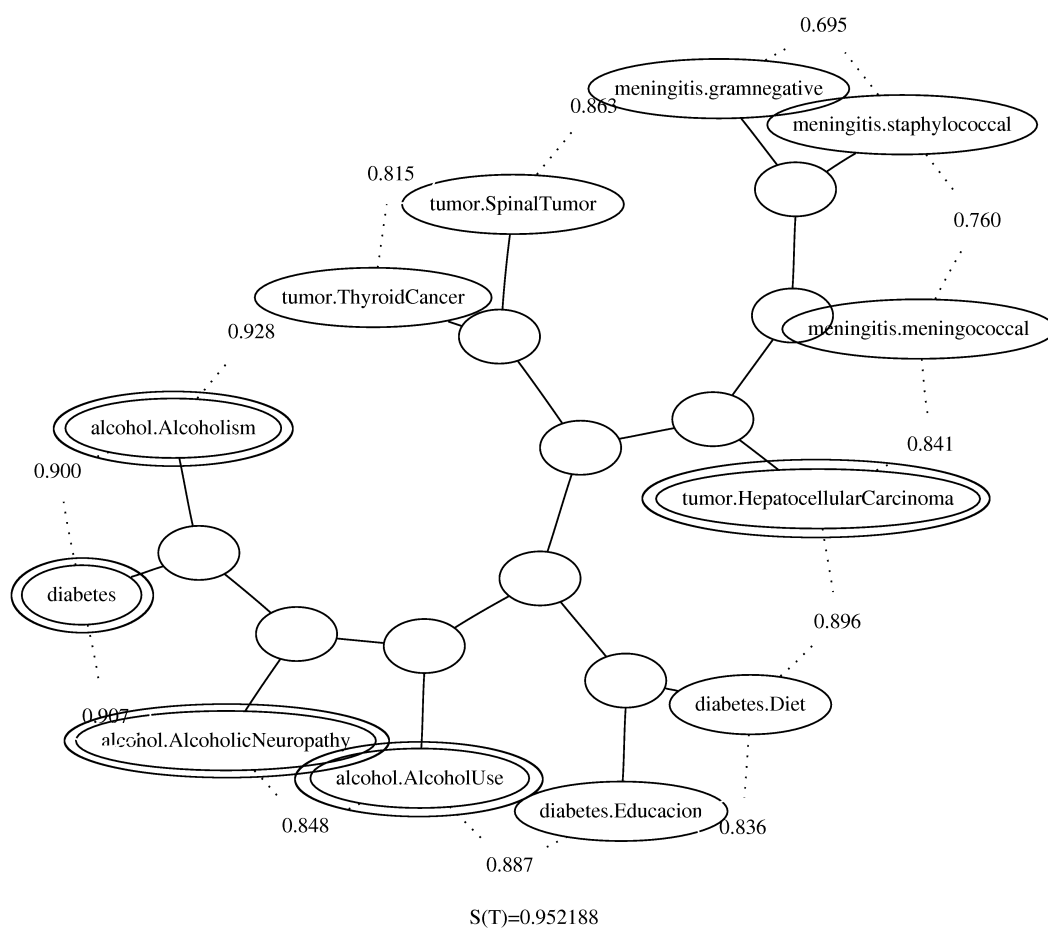 0.695
meningitis.gramnegative
0.863
meningitis.staphylococcal
0.815
tumor.SpinalTumor
0.760
tumor.ThyroidCancer
0.928
meningitis.meningococcal
alcohol.Alcoholism
0.841
0.900
tumor.HepatocellularCarcinoma
diabetes
0.896
diabetes.Diet
0.907
alcohol.AlcoholicNeuropathy
alcohol.AlcoholUse
diabetes.Educacion
0.848
0.836
0.887
S(T)=0.952188